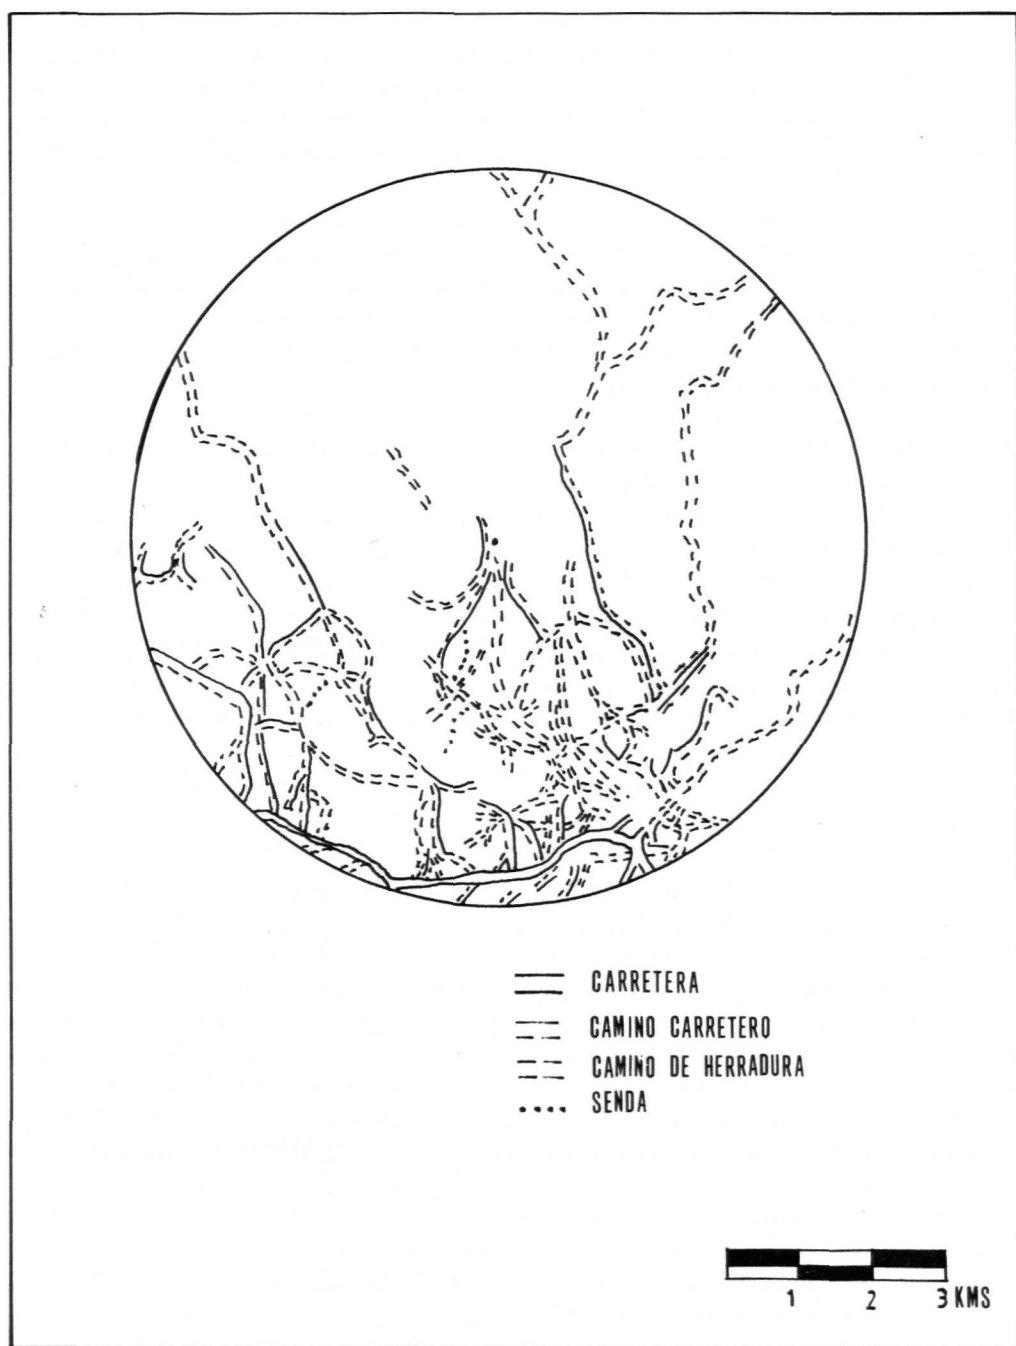 CARRETERA
CAMINO CARRETERO
CAMINO DE HERRADURA
SENDA
1 2 3 KMS